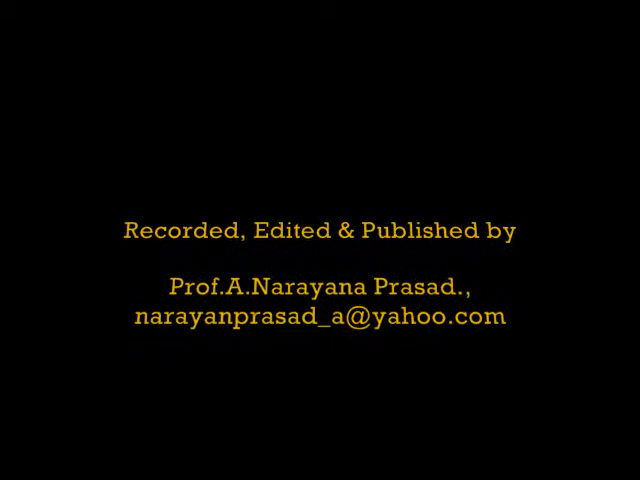 Recorded, Edited & Published by
Prof.A.Narayana Prasad.,
narayanprasad_a@yahoo.com